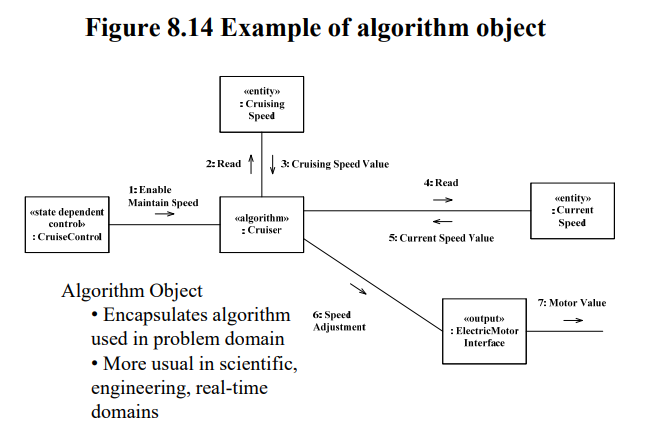 Figure 8.14 Example of algorithm object
«entity»
: Cruising
Speed
2: Read
3: Cruising Speed Value
4: Read
1: Enable
Maintain Speed
«state dependent
control»
: CruiseControl
«algorithm»
: Cruiser
«entity»
: Current
Speed
5: Current Speed Value
Algorithm Object
• Encapsulates algorithm
used in problem domain
• More usual in scientific,
engineering, real-time
domains
6: Speed
Adjustment
«output»
: ElectricMotor
Interface
7: Motor Value